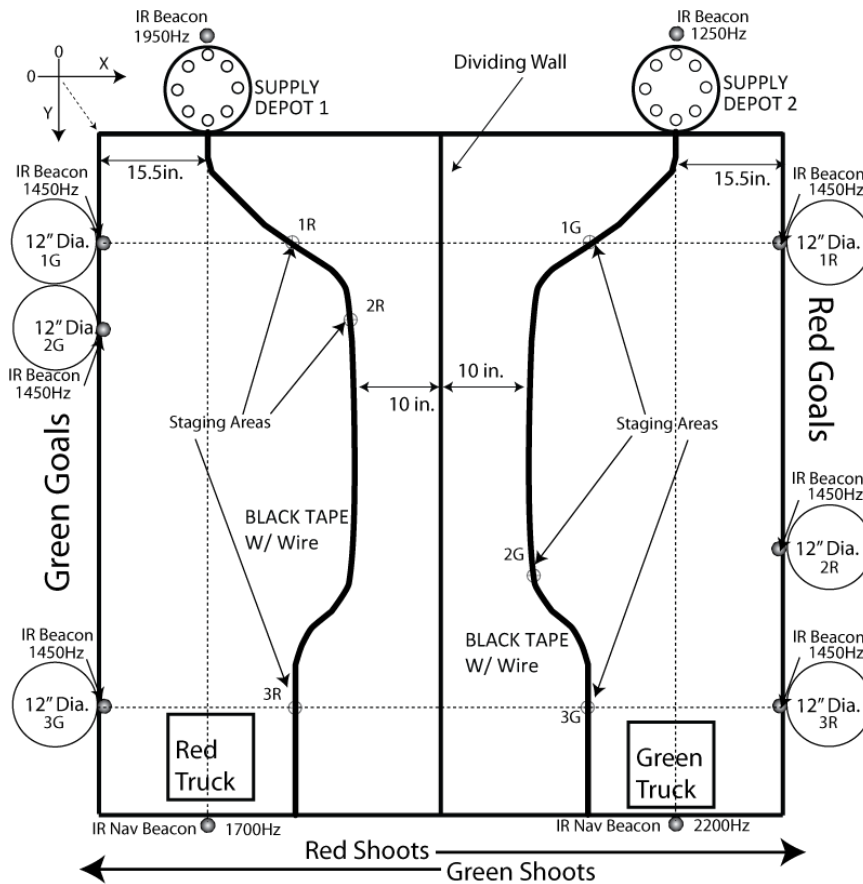 IR Beacon
1950Hz
IR Beacon
1250Hz
0
0
X
Y
SUPPLY
DEPOT 1
Dividing Wall
SUPPLY
DEPOT 2
15.5in.
15.5in.
IR Beacon
1450Hz
12" Dia.
1G
1R
1G
IR Beacon
1450Hz
12" Dia.
1R
12" Dia.
2G
IR Beacon
1450Hz
2R
10 in.
10 in.
Red Goals
Green Goals
Staging Areas
Staging Areas
BLACK TAPE
W/ Wire
2G
IR Beacon
1450Hz
12" Dia.
2R
BLACK TAPE
W/ Wire
IR Beacon
1450Hz
12" Dia.
3G
3R
3G
IR Beacon
1450Hz
12" Dia.
3R
Red
Truck
Green
Truck
IR Nav Beacon
1700Hz
IR Nav Beacon
2200Hz
Red Shoots
Green Shoots